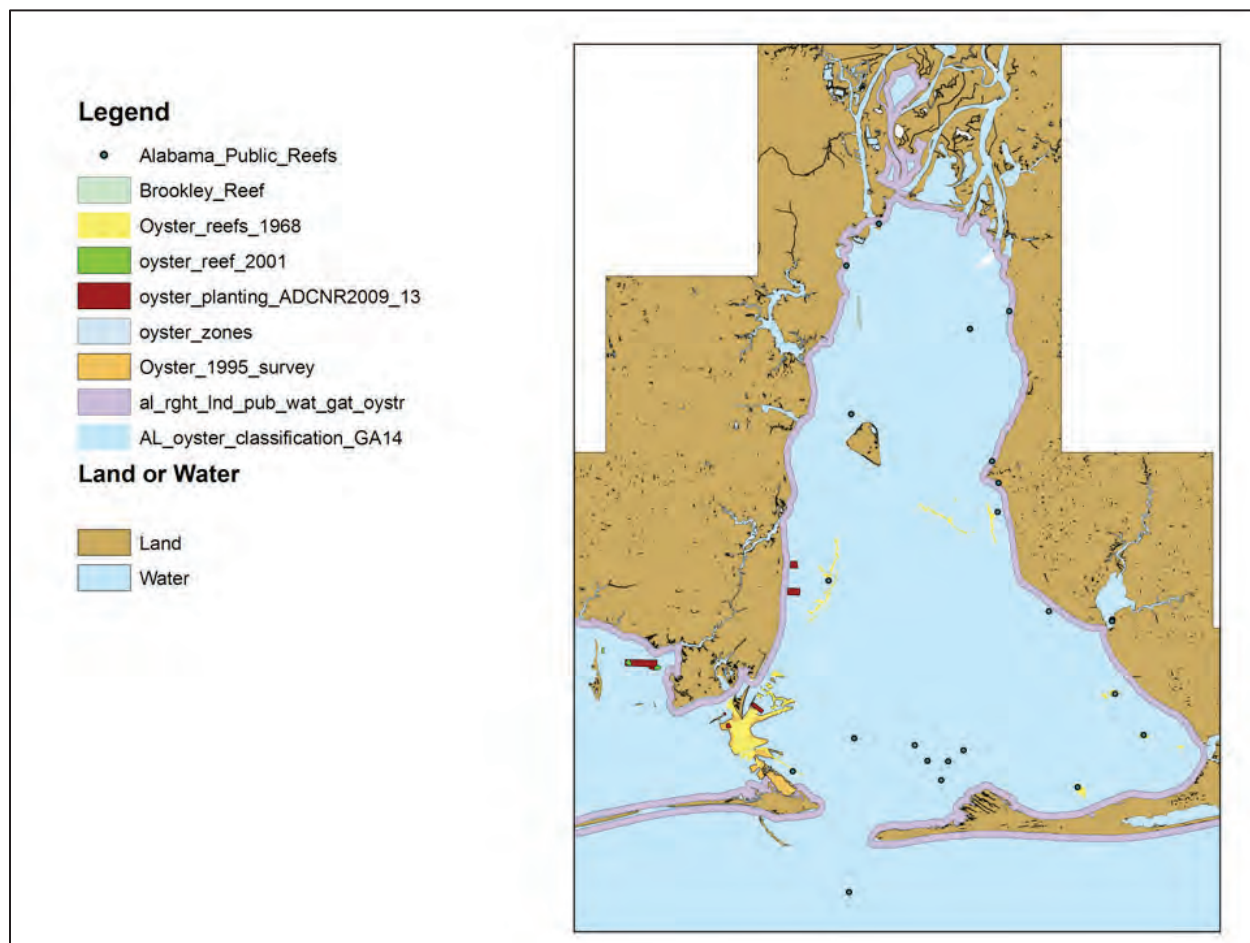 Legend
Alabama_Public_Reefs
Brookley_Reef
Oyster_reefs_1968
oyster_reef_2001
oyster_planting_ADCNR2009_13
oyster_zones
Oyster_1995_survey
al_rght_lnd_pub_wat_gat_oystr
AL_oyster_classification_GA14
Land or Water
Land
Water